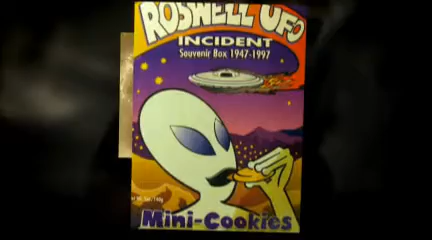 ROSWELL UFO
INCIDENT
Souvenir Box 1947-1997
Mini-Cookies